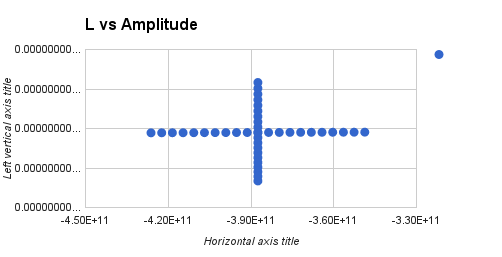 L vs Amplitude
0.00000000...
0.00000000...
0.00000000...
0.00000000...
0.00000000...
Left vertical axis title
-4.50E+11 -4.20E+11 -3.90E+11 -3.60E+11 -3.30E+11
Horizontal axis title